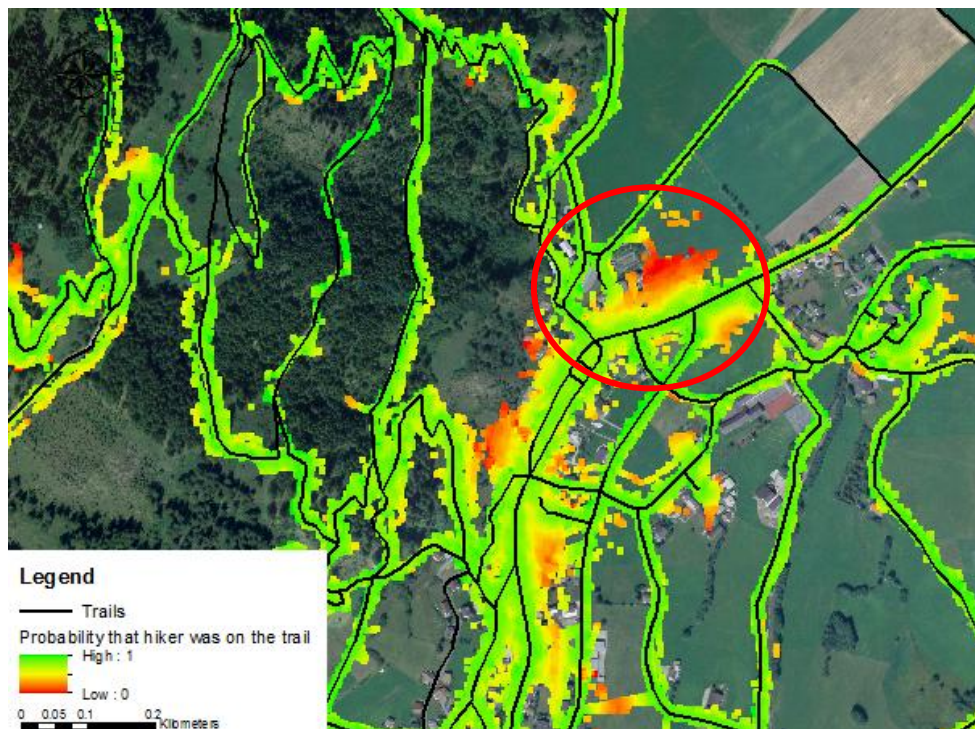 Legend
Trails
Probability that hiker was on the trail
High : 1
Low : 0
0 0.05 0.1 0.2
Kilometers